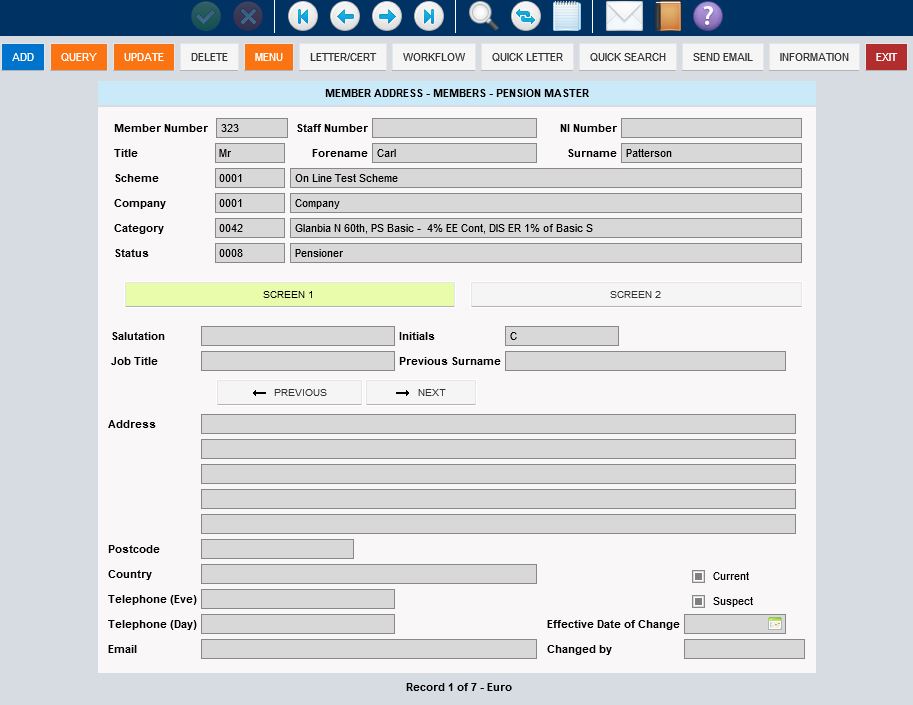 ADD QUERY UPDATE DELETE MENU LETTER/CERT WORKFLOW QUICK LETTER QUICK SEARCH SEND EMAIL INFORMATION EXIT
MEMBER ADDRESS - MEMBERS - PENSION MASTER
Member Number 323 Staff Number NI Number
Title Mr Forename Carl Surname Patterson
Scheme 0001 On Line Test Scheme
Company 0001 Company
Category 0042 Glanbia N 60th, PS Basic - 4% EE Cont, DIS ER 1% of Basic S
Status 0008 Pensioner
SCREEN 1 SCREEN 2
Salutation Initials C
Job Title Previous Surname
PREVIOUS NEXT
Address
Postcode
Country Current
Telephone (Eve) Suspect
Telephone (Day) Effective Date of Change
Email Changed by
Record 1 of 7 - Euro